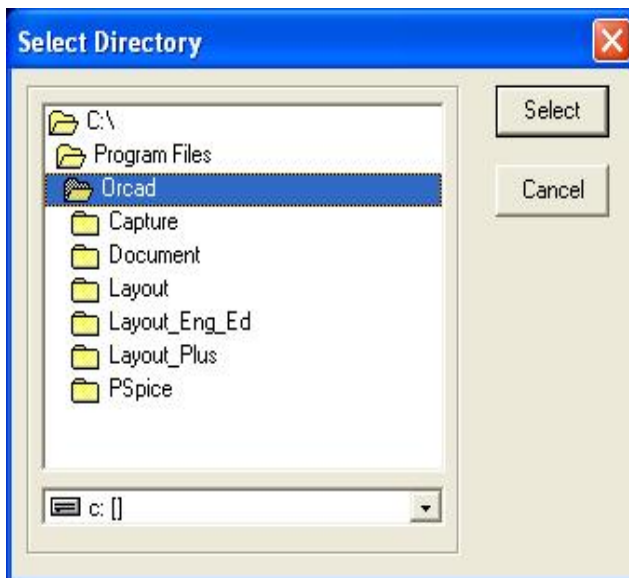 Select Directory
C:\
Select
Program Files
Orcad
Cancel
Capture
Document
Layout
Layout_Eng_Ed
Layout_Plus
PSpice
c: []